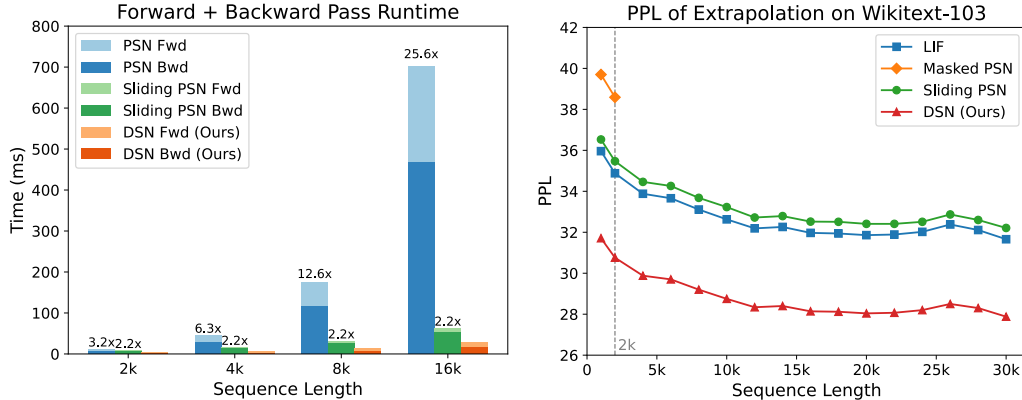 Forward + Backward Pass Runtime
800
700
600
500
400
300
200
100
0
Time (ms)
PSN Fwd
PSN Bwd
Sliding PSN Fwd
Sliding PSN Bwd
DSN Fwd (Ours)
DSN Bwd (Ours)
3.2x
2.2x
6.3x
2.2x
12.6x
2.2x
25.6x
2.2x
2k
4k
8k
16k
Sequence Length
PPL of Extrapolation on Wikitext-103
42
40
38
36
34
32
30
28
26
PPL
LIF
Masked PSN
Sliding PSN
DSN (Ours)
2k
0
5k
10k
15k
20k
25k
30k
Sequence Length